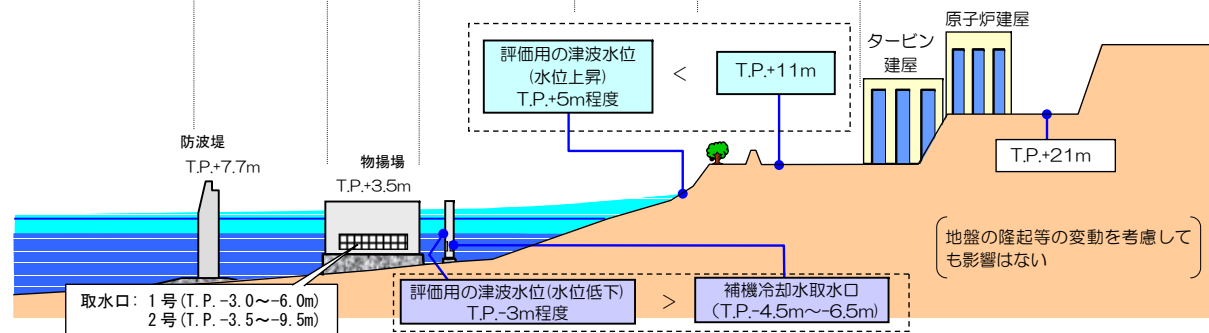 原子炉建屋
タービン
建屋
評価用の津波水位
(水位上昇)
T.P.+5m程度
<
T.P.+11m
防波堤
T.P.+7.7m
物揚場
T.P.+3.5m
T.P.+21m
地盤の隆起等の変動を考慮して
も影響はない
取水口: 1号(T.P.-3.0～-6.0m)
2号(T.P.-3.5～-9.5m)
評価用の津波水位(水位低下)
T.P.-3m程度
>
補機冷却水取水口
(T.P.-4.5m～-6.5m)